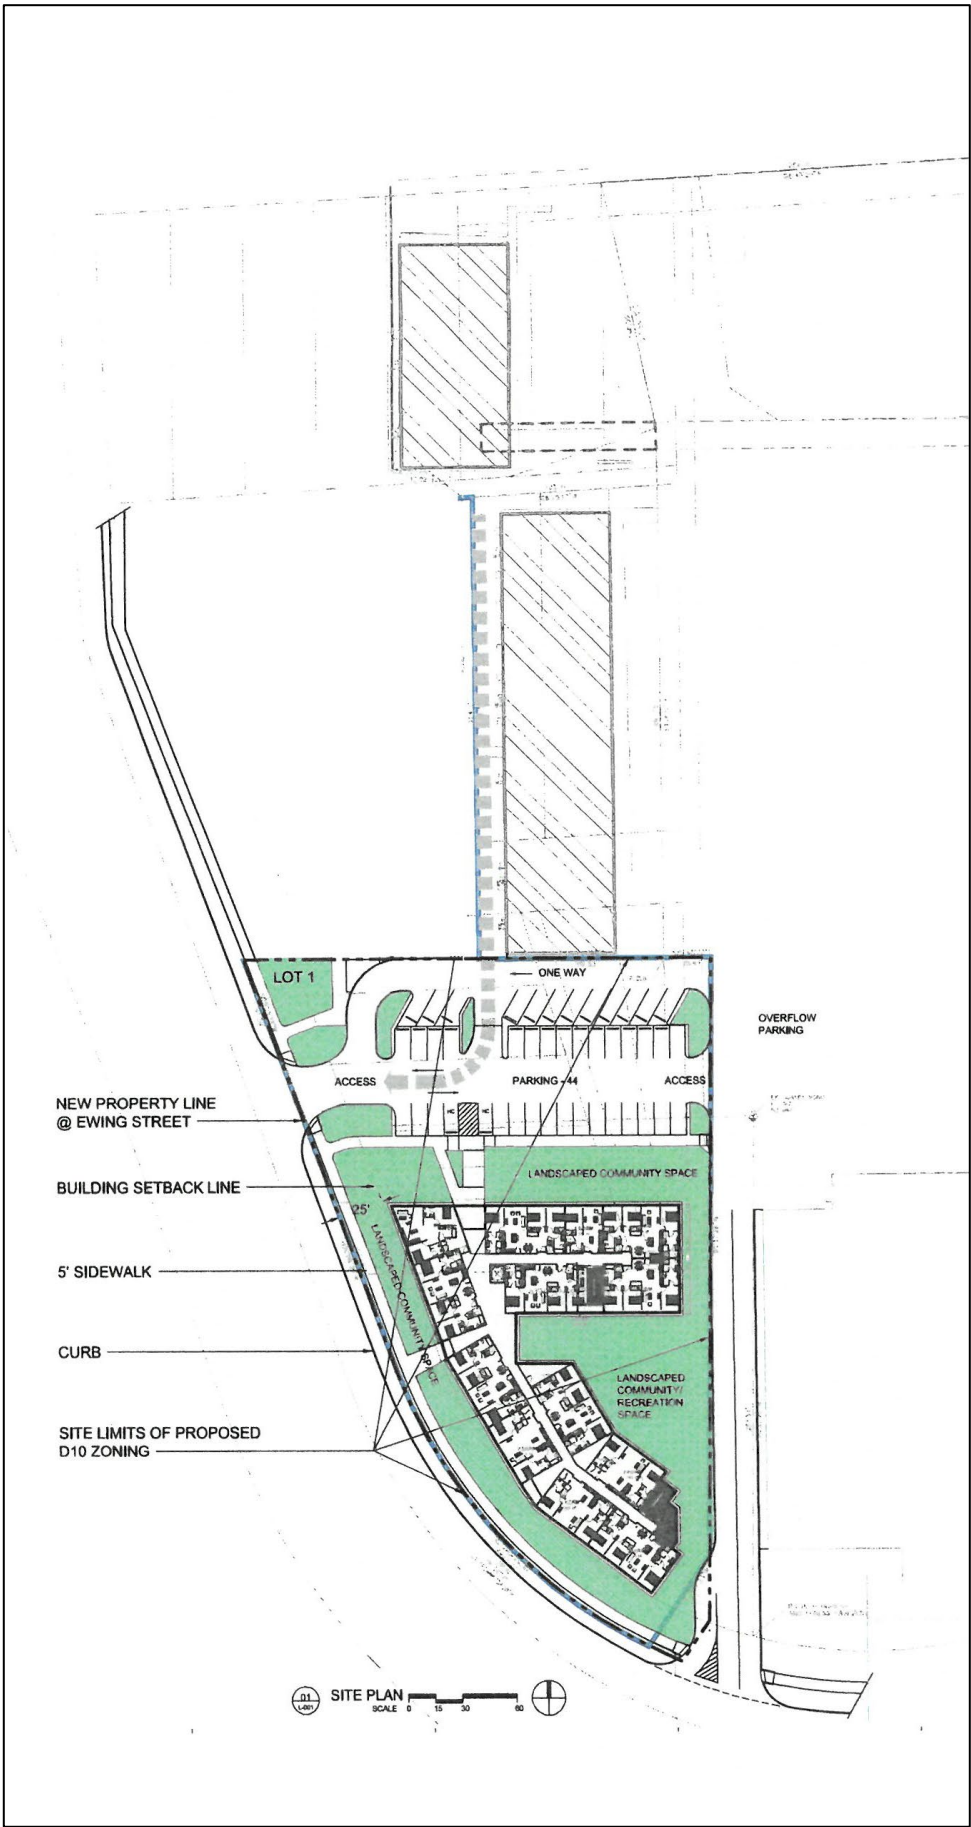 LOT 1
ONE WAY
OVERFLOW
PARKING
ACCESS
PARKING - 44
ACCESS
NEW PROPERTY LINE
@ EWING STREET
LANDSCAPED COMMUNITY SPACE
BUILDING SETBACK LINE
25'
LANDSCAPED COMMUNITY SPACE
5' SIDEWALK
CURB
LANDSCAPED
COMMUNITY/
RECREATION
SPACE
SITE LIMITS OF PROPOSED
D10 ZONING
01
L-001
SITE PLAN
SCALE
0 15 30 60